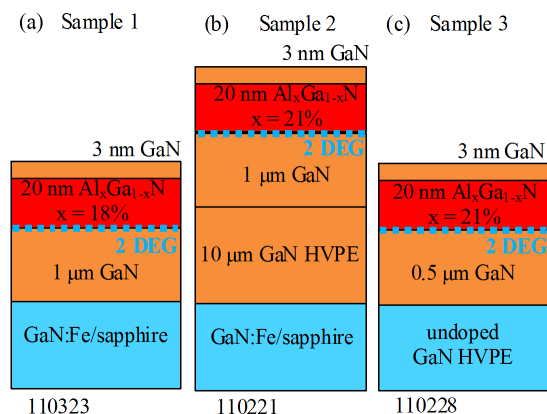 (a) Sample 1
3 nm GaN
20 nm AlxGa1-xN
x = 18%
2 DEG
1 µm GaN
GaN:Fe/sapphire
110323
(b) Sample 2
3 nm GaN
20 nm AlxGa1-xN
x = 21%
2 DEG
1 µm GaN
10 µm GaN HVPE
GaN:Fe/sapphire
110221
(c) Sample 3
3 nm GaN
20 nm AlxGa1-xN
x = 21%
2 DEG
0.5 µm GaN
undoped
GaN HVPE
110228